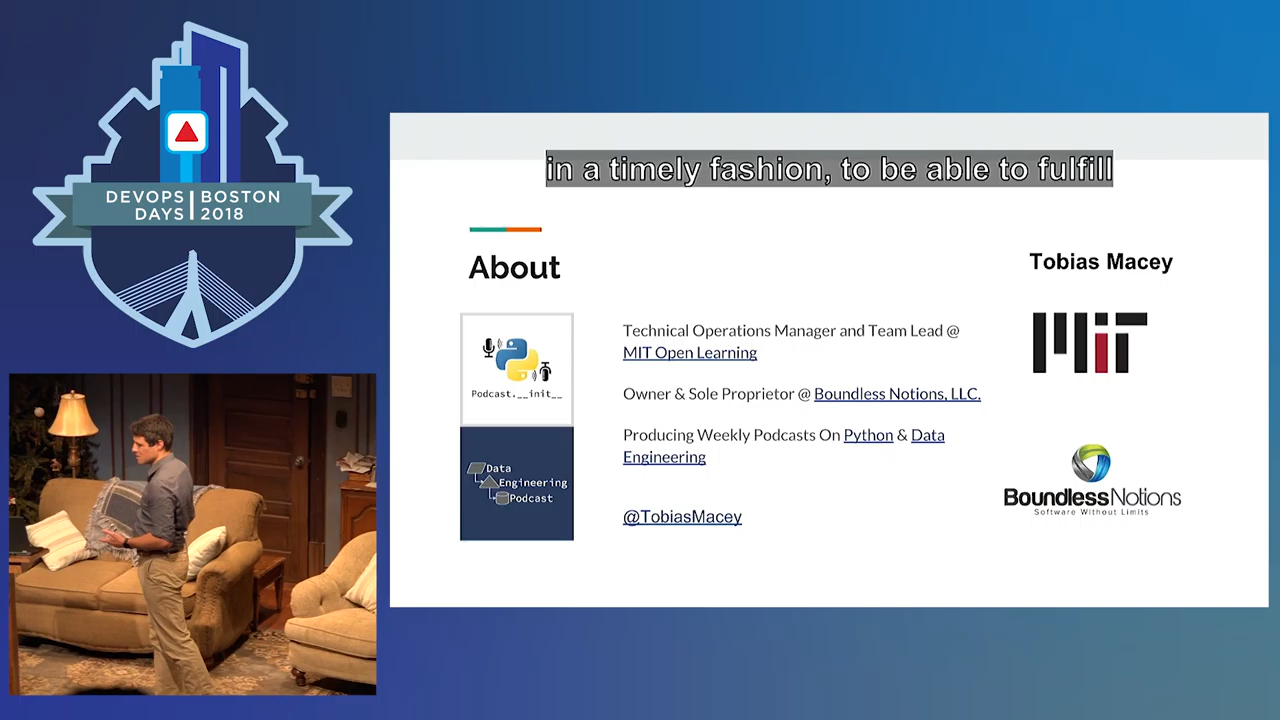 DEVOPS BOSTON
DAYS 2018
in a timely fashion, to be able to fulfill
About
Tobias Macey
Podcast.__init__
Data
Engineering
Podcast
Technical Operations Manager and Team Lead @
MIT Open Learning
Owner & Sole Proprietor @ Boundless Notions, LLC.
Producing Weekly Podcasts On Python & Data
Engineering
@TobiasMacey
MIT
BoundlessNotions
Software Without Limits